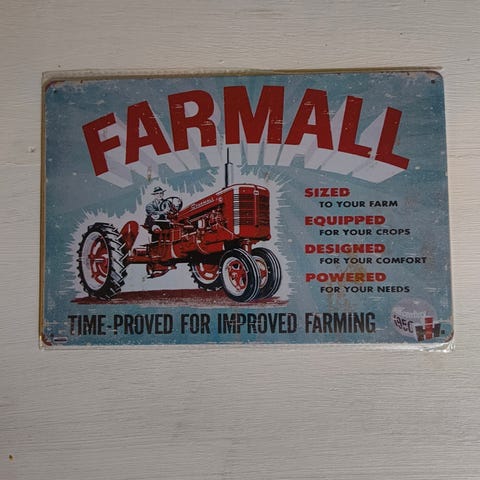 FARMALL
SIZED
TO YOUR FARM
EQUIPPED
FOR YOUR CROPS
DESIGNED
FOR YOUR COMFORT
POWERED
FOR YOUR NEEDS
TIME-PROVED FOR IMPROVED FARMING
IH